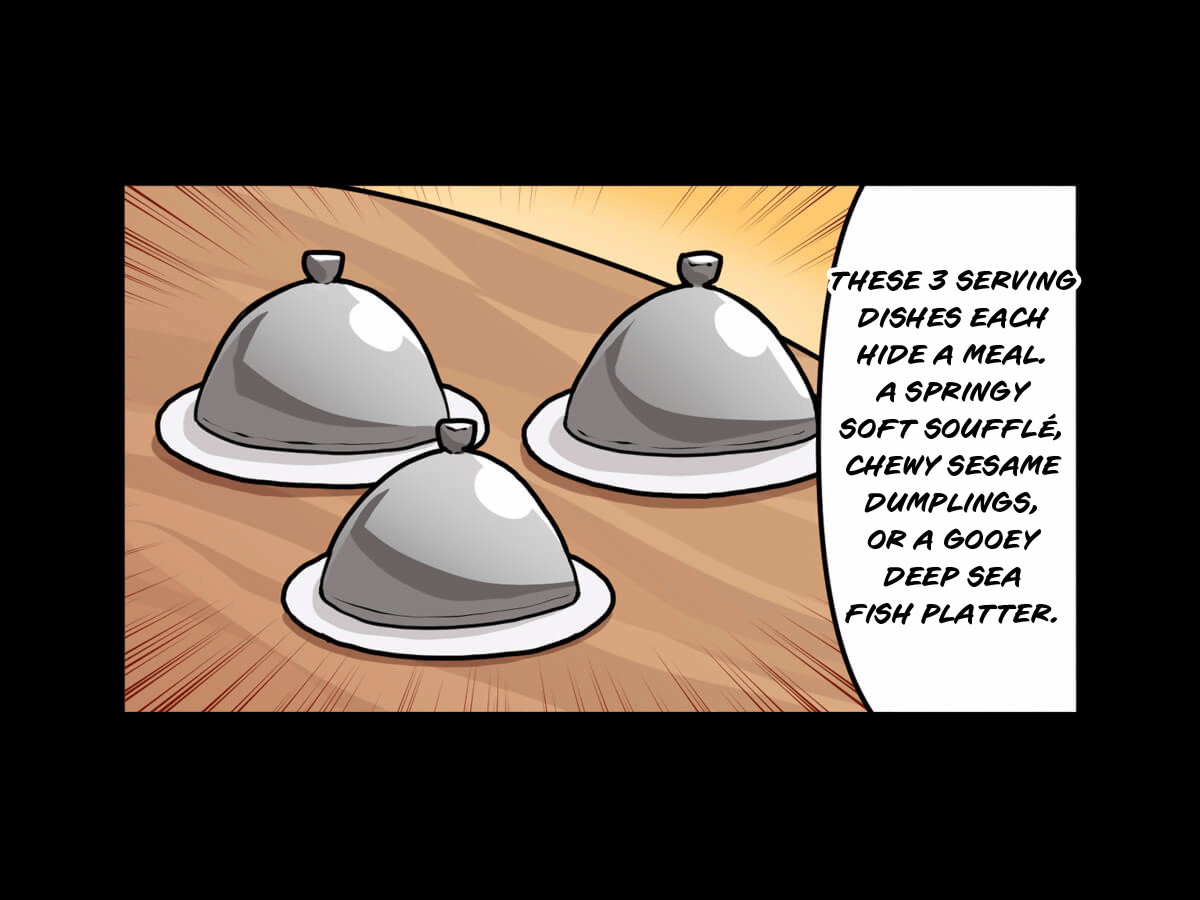 THESE 3 SERVING
DISHES EACH
HIDE A MEAL.
A SPRINGY
SOFT SOUFFLÉ,
CHEWY SESAME
DUMPLINGS,
OR A GOOEY
DEEP SEA
FISH PLATTER.